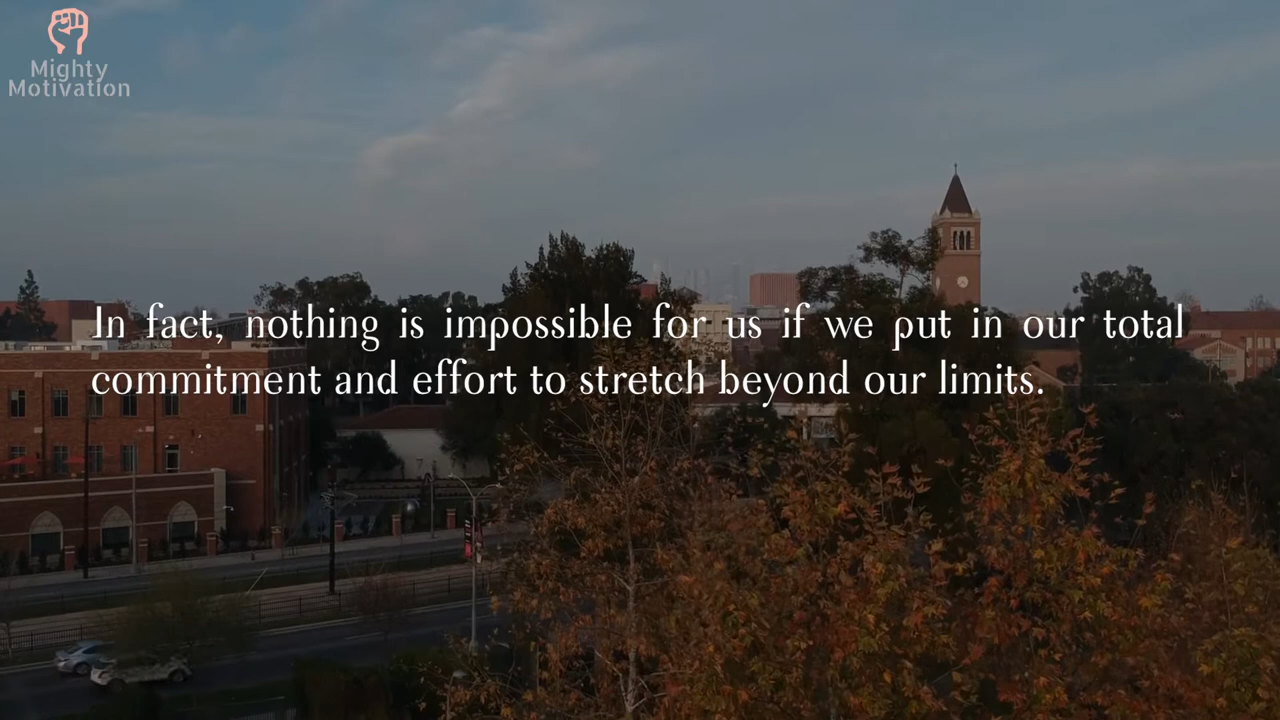 Mighty
Motivation
In fact, nothing is impossible for us if we put in our total
commitment and effort to stretch beyond our limits.